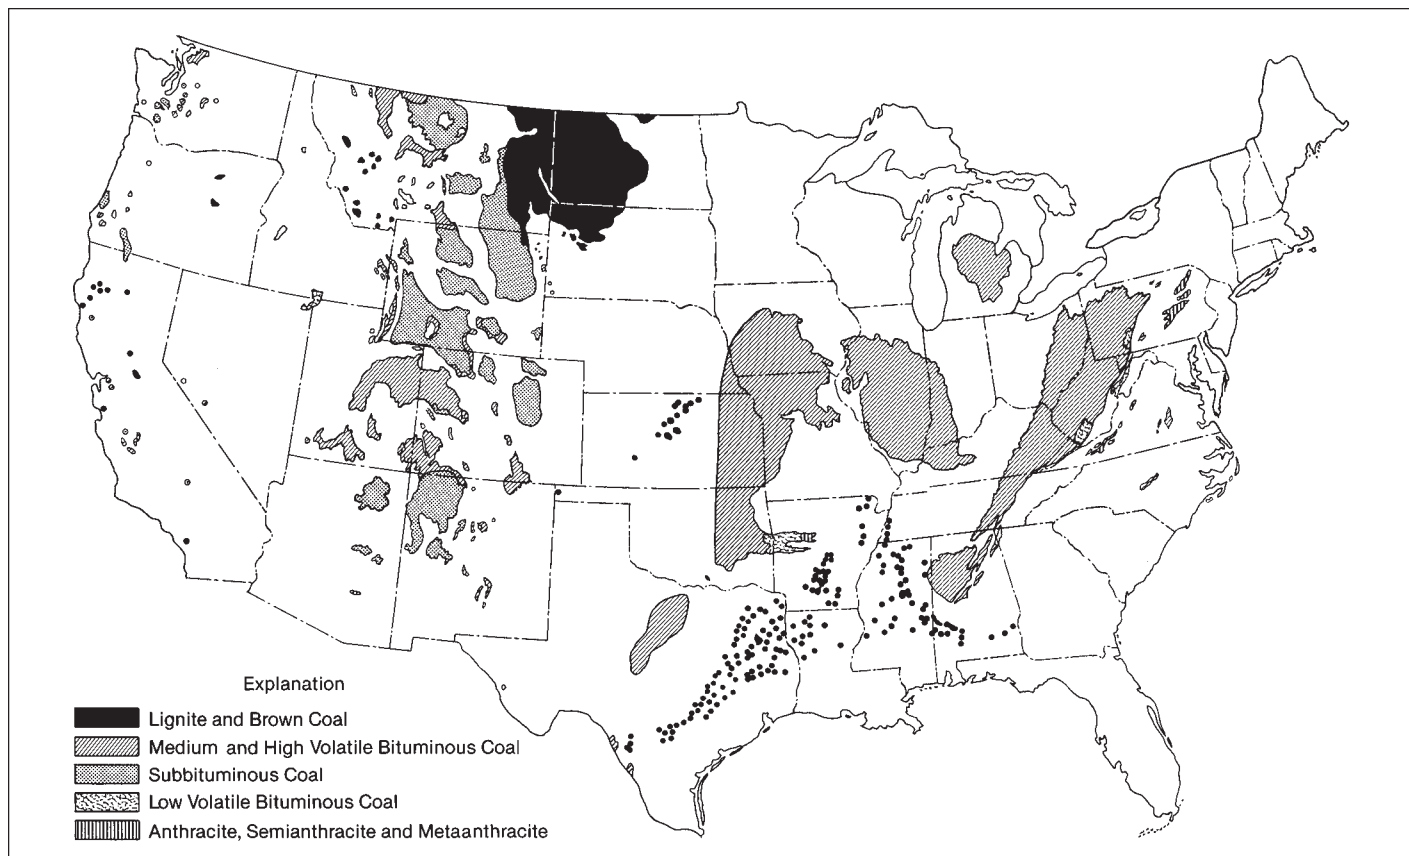 Explanation
Lignite and Brown Coal
Medium and High Volatile Bituminous Coal
Subbituminous Coal
Low Volatile Bituminous Coal
Anthracite, Semianthracite and Metaanthracite